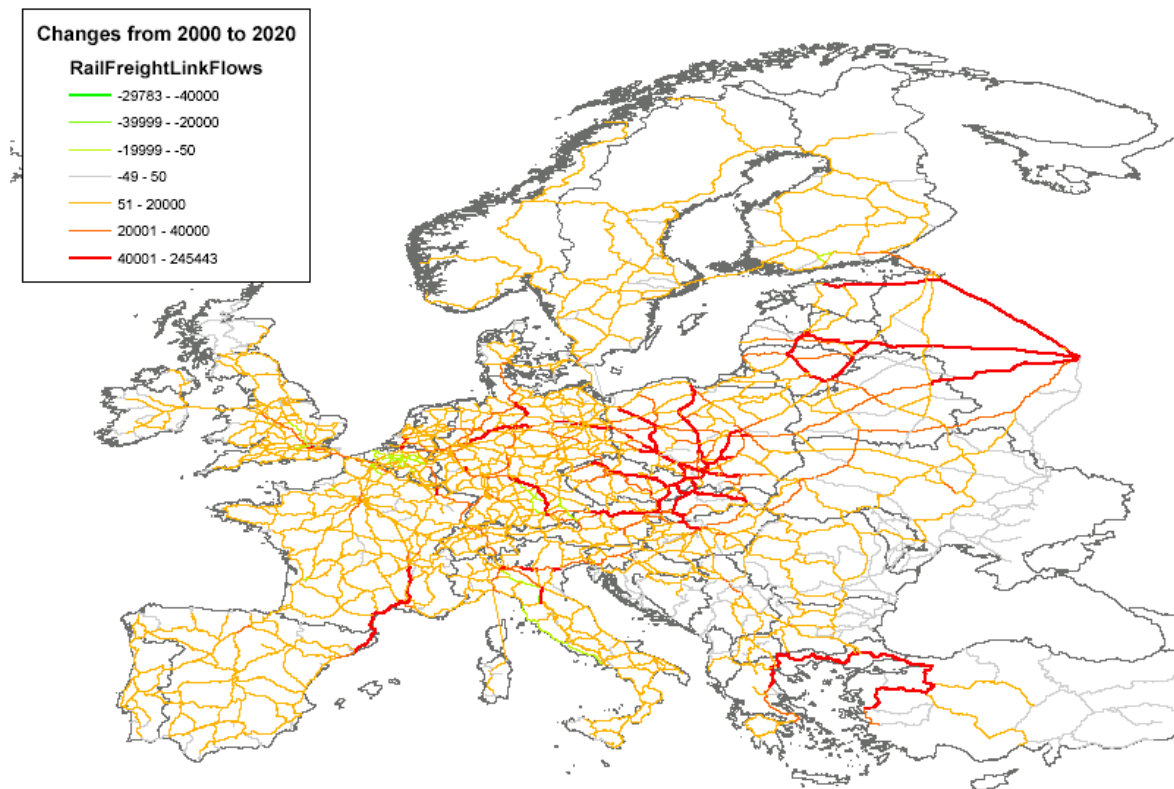 Changes from 2000 to 2020
RailFreightLinkFlows
-29783 - -40000
-39999 - -20000
-19999 - -50
-49 - 50
51 - 20000
20001 - 40000
40001 - 245443